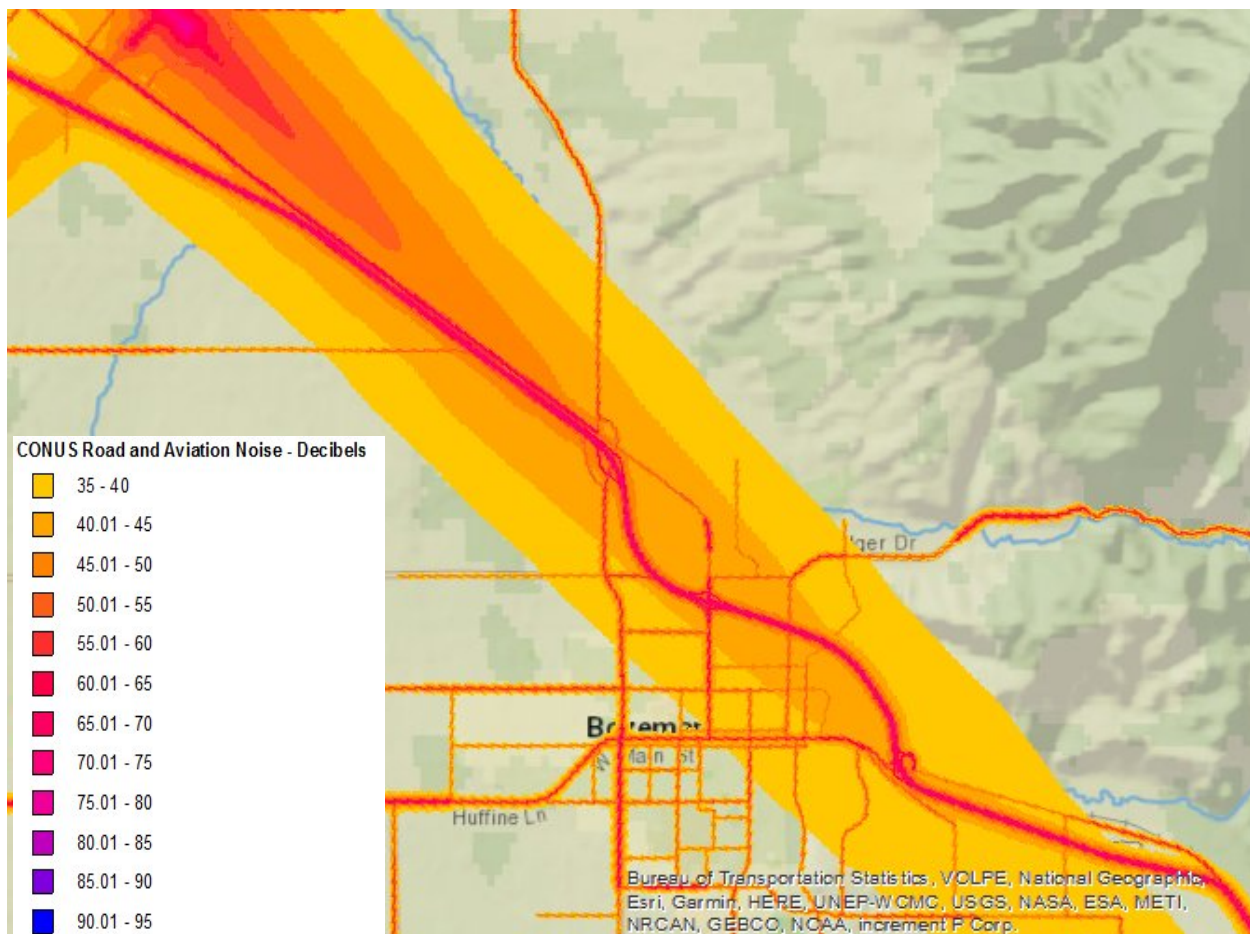 'ger Dr
CONUS Road and Aviation Noise - Decibels
35 - 40
40.01 - 45
45.01 - 50
50.01 - 55
55.01 - 60
60.01 - 65
65.01 - 70
70.01 - 75
75.01 - 80
80.01 - 85
85.01 - 90
90.01 - 95
W Main St
Huffine Ln
Bureau of Transportation Statistics, VOLPE, National Geographic,
Esri, Garmin, HERE, UNEP-WCMC, USGS, NASA, ESA, METI,
NRCAN, GEBCO, NOAA, increment P Corp.